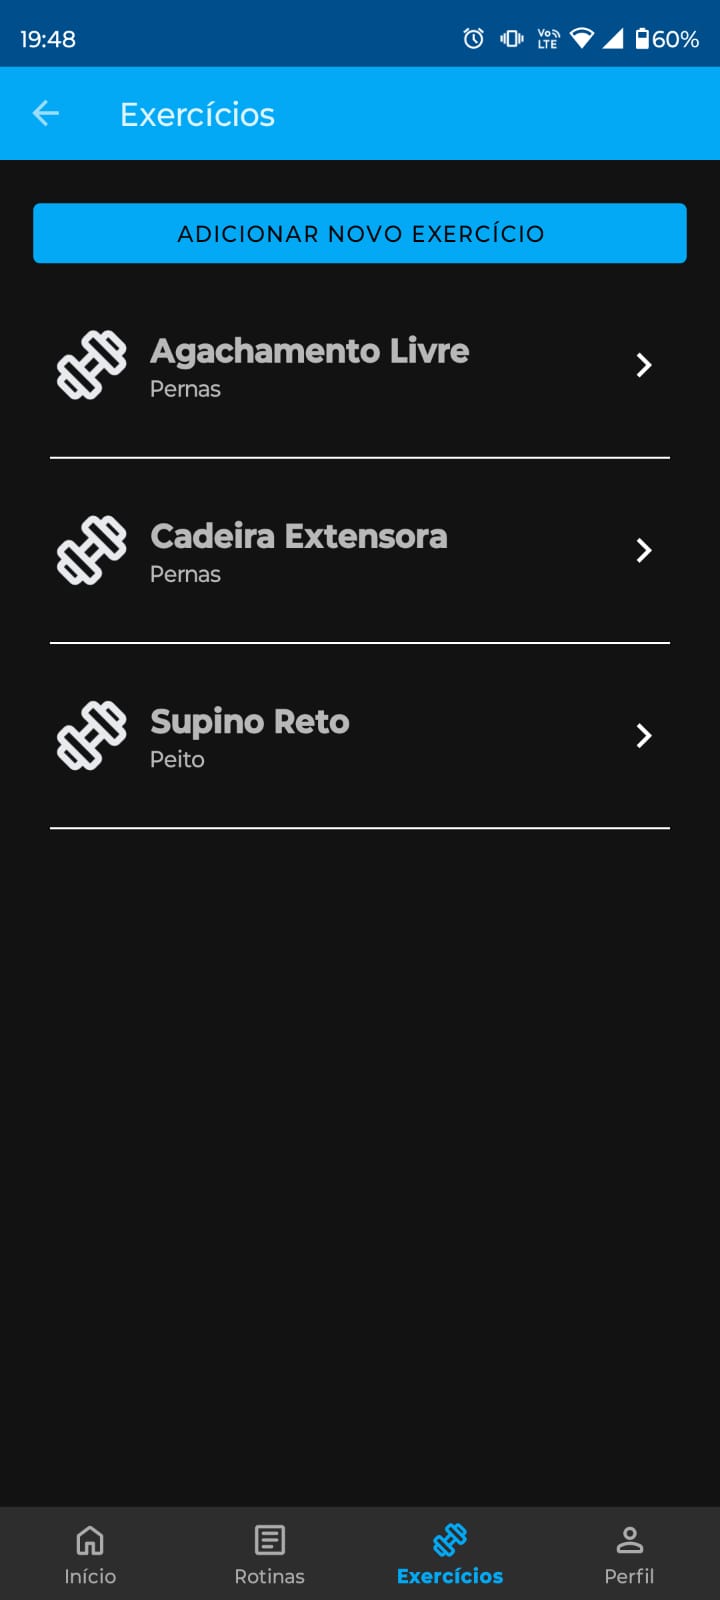 19:48
Vo LTE
60%
Exercícios
ADICIONAR NOVO EXERCÍCIO
Agachamento Livre
Pernas
Cadeira Extensora
Pernas
Supino Reto
Peito
Início
Rotinas
Exercícios
Perfil